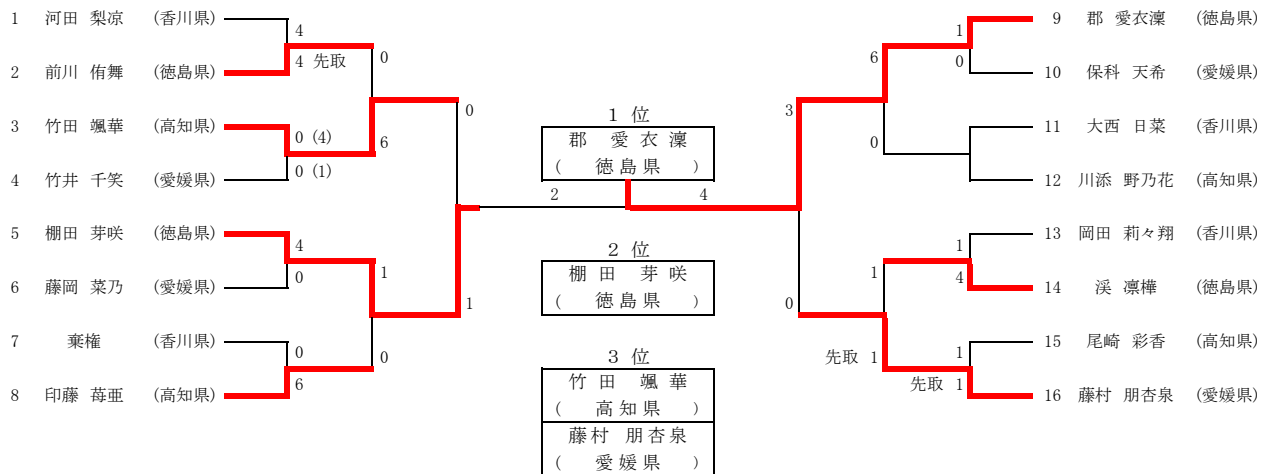 1 河田 梨凉 (香川県)
4
4 先取
2 前川 侑舞 (徳島県)
0
3 竹田 颯華 (高知県)
0 (4)
0 (1)
6
4 竹井 千笑 (愛媛県)
0
5 棚田 芽咲 (徳島県)
4
0
1
6 藤岡 菜乃 (愛媛県)
1
7 棄権 (香川県)
0
6
0
8 印藤 苺亜 (高知県)
2
4
1 位
郡 愛衣凜
( 徳島県 )
2 位
棚田 芽咲
( 徳島県 )
3 位
竹田 颯華
( 高知県 )
藤村 朋杏泉
( 愛媛県 )
9 郡 愛衣凜 (徳島県)
1
0
6
10 保科 天希 (愛媛県)
3
11 大西 日菜 (香川県)
0
12 川添 野乃花 (高知県)
13 岡田 莉々翔 (香川県)
1
4
1
14 渓 凛樺 (徳島県)
0
15 尾崎 彩香 (高知県)
先取 1
1
先取 1
16 藤村 朋杏泉 (愛媛県)